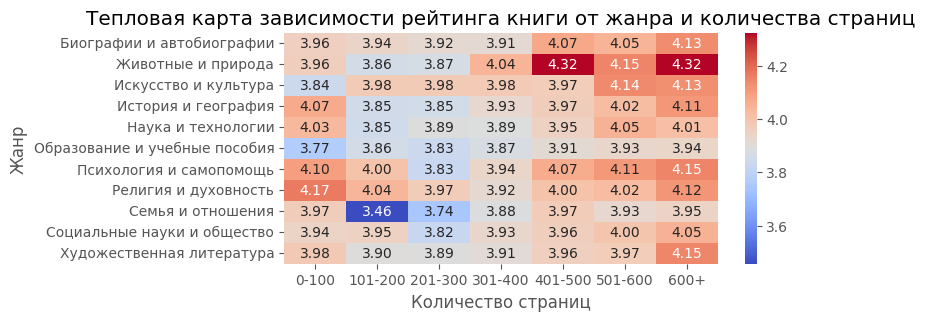 Тепловая карта зависимости рейтинга книги от жанра и количества страниц
Жанр
Биографии и автобиографии 3.96 3.94 3.92 3.91 4.07 4.05 4.13
Животные и природа 3.96 3.86 3.87 4.04 4.32 4.15 4.32
Искусство и культура 3.84 3.98 3.98 3.98 3.97 4.14 4.13
История и география 4.07 3.85 3.85 3.93 3.97 4.02 4.11
Наука и технологии 4.03 3.85 3.89 3.89 3.95 4.05 4.01
Образование и учебные пособия 3.77 3.86 3.83 3.87 3.91 3.93 3.94
Психология и самопомощь 4.10 4.00 3.83 3.94 4.07 4.11 4.15
Религия и духовность 4.17 4.04 3.97 3.92 4.00 4.02 4.12
Семья и отношения 3.97 3.46 3.74 3.88 3.97 3.93 3.95
Социальные науки и общество 3.94 3.95 3.82 3.93 3.96 4.00 4.05
Художественная литература 3.98 3.90 3.89 3.91 3.96 3.97 4.15
0-100 101-200 201-300 301-400 401-500 501-600 600+
Количество страниц
4.2
4.0
3.8
3.6